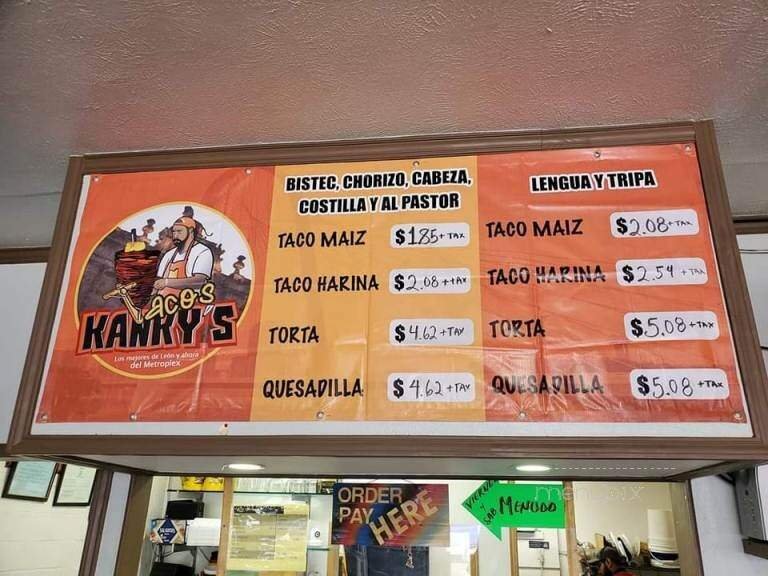 Tacos
KANKY'S
Los mejores de León y ahora
del Metroplex
BISTEC, CHORIZO, CABEZA,
COSTILLA Y AL PASTOR
TACO MAIZ $1.85+TAX
TACO HARINA $2.08+TAX
TORTA $4.62+TAX
QUESADILLA $4.62+TAX
LENGUA Y TRIPA
TACO MAIZ $2.08+TAX
TACO HARINA $2.54+TAX
TORTA $5.08+TAX
QUESADILLA $5.08+TAX
ORDER
PAY
HERE
VIERNES
Y
SAB MENUDO
menupix